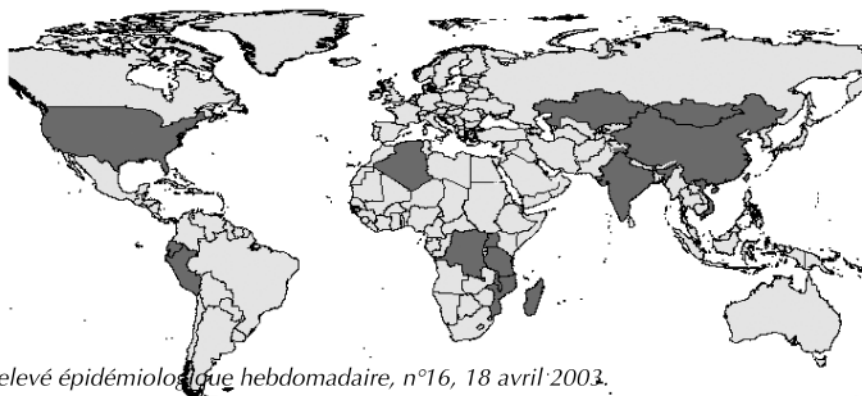 elevé épidémiologique hebdomadaire, n°16, 18 avril 2003.